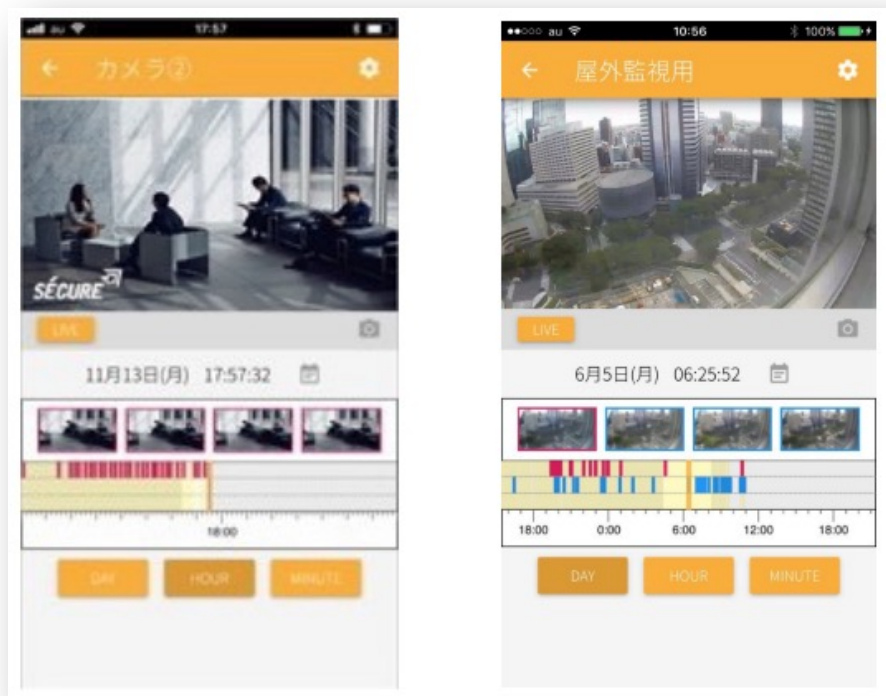 au 17:57
カメラ②
SÉCURE
LIVE
11月13日(月) 17:57:32
18:00
DAY HOUR MINUTE
au 10:56 100%
屋外監視用
LIVE
6月5日(月) 06:25:52
18:00 0:00 6:00 12:00 18:00
DAY HOUR MINUTE